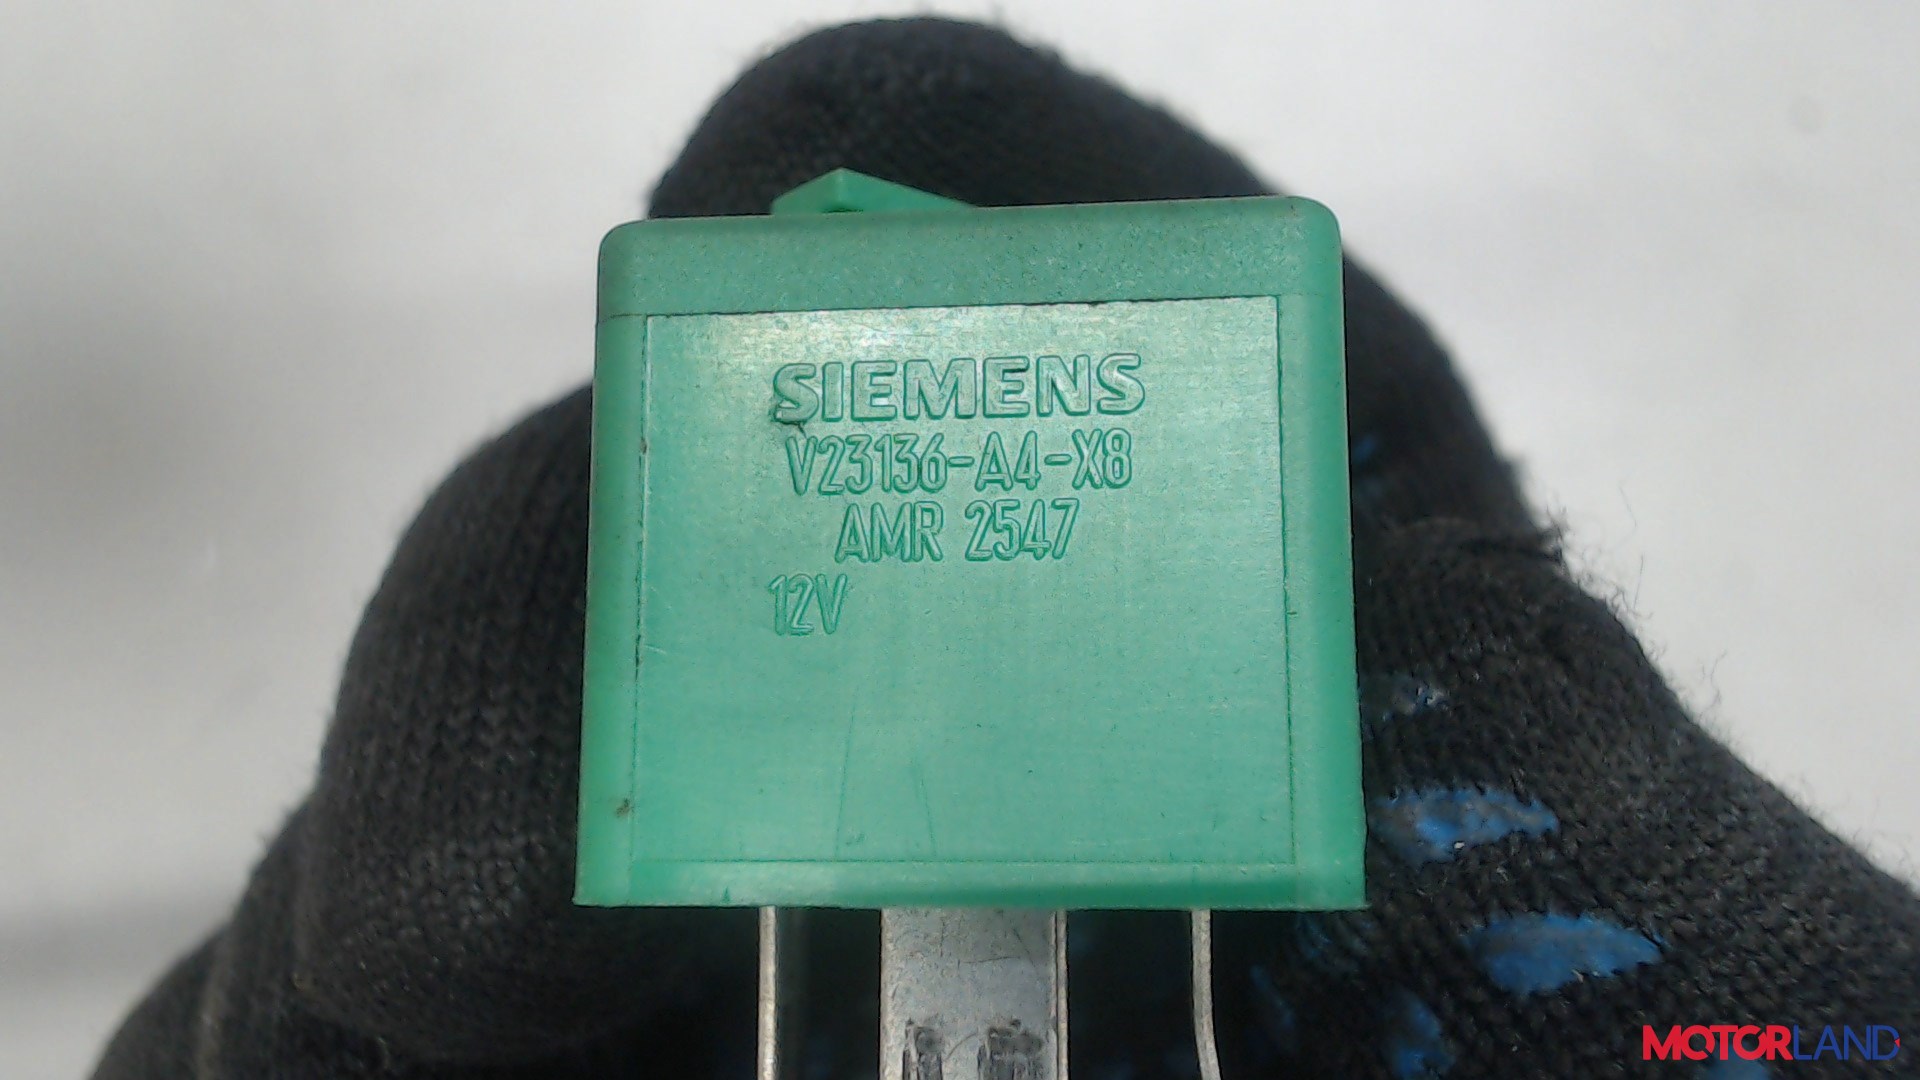 SIEMENS
V23136-A4-X8
AMR 2547
12V
MOTORLAND